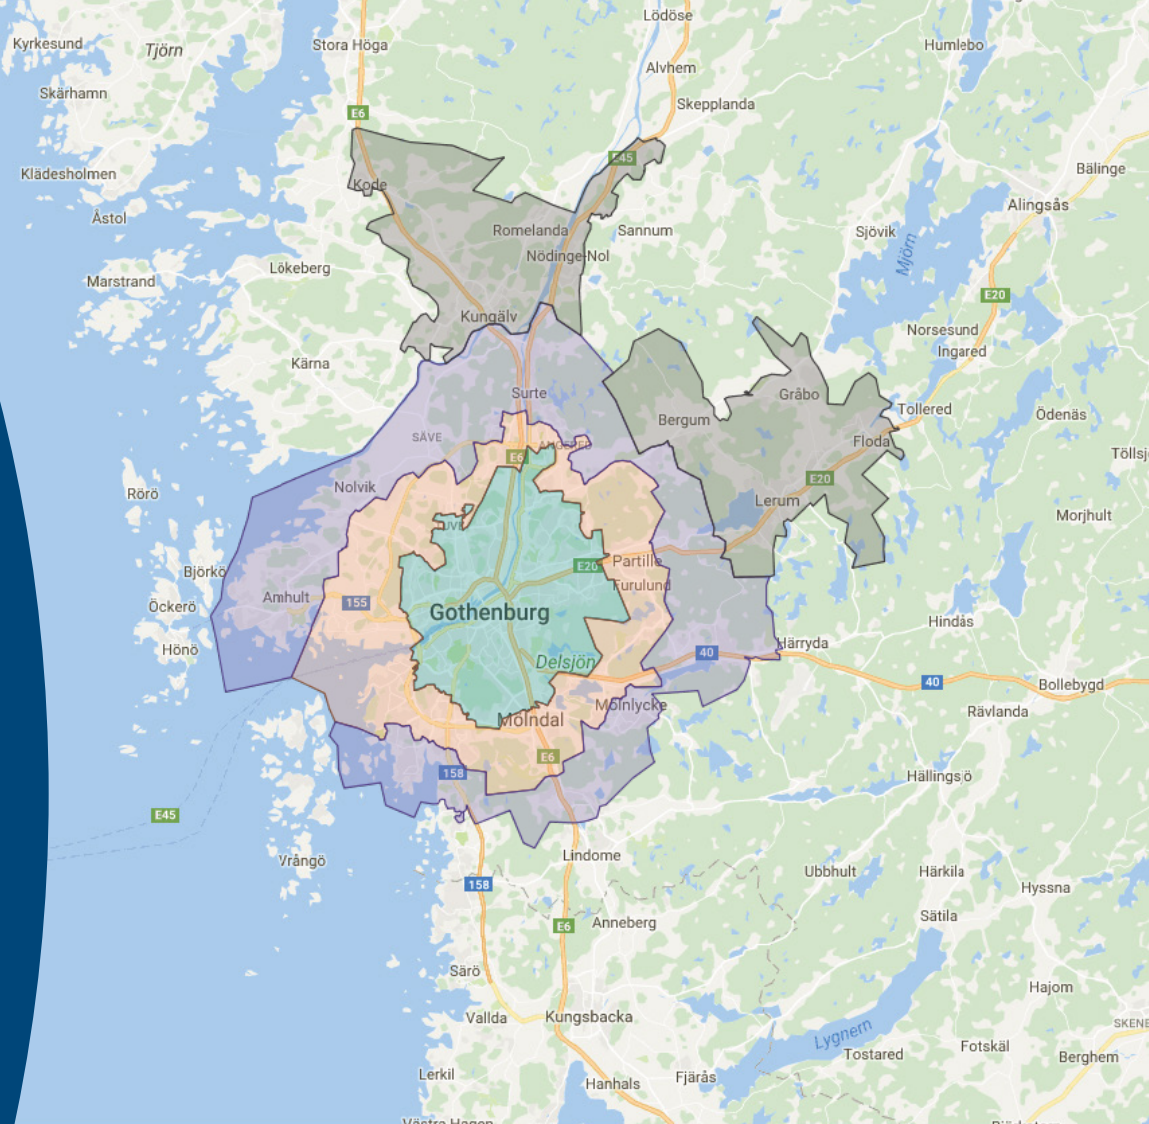 Lödöse
Kyrkesund
Tjörn
Stora Höga
Humlebo
Alvhem
Skärhamn
Skepplanda
E6
E45
Bälinge
Klädesholmen
Kode
Alingsås
Åstol
Romelanda
Sannum
Sjövik
Mjörn
Nödinge-Nol
Lökeberg
Marstrand
E20
Kungälv
Norsesund
Ingared
Kärna
Surte
Gråbo
Tollered
Ödenäs
Bergum
SÄVE
Floda
ANGERED
Töllsj
E6
E20
Nolvik
Rörö
Lerum
Morjhult
Partille
E20
Björkö
Furulund
Amhult
155
Öckerö
Gothenburg
Hindås
Hönö
Härryda
40
Delsjön
40
Bollebygd
Mölnlycke
Rävlanda
Mölndal
E6
158
Hällingsjö
E45
Vrångö
Lindome
Ubbhult
Härkila
158
Hyssna
Sätila
E6
Anneberg
Särö
Hajom
Vallda
Kungsbacka
SKENE
Lygnern
Fotskäl
Tostared
Berghem
Lerkil
Fjärås
Hanhals